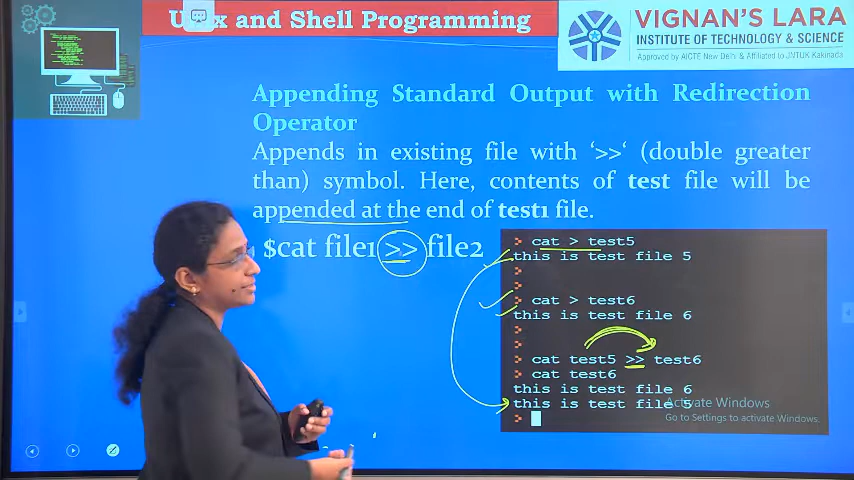 Unix and Shell Programming
VIGNAN'S LARA
INSTITUTE OF TECHNOLOGY & SCIENCE
Approved by AICTE New Delhi & Affiliated to JNTUK Kakinada
Appending Standard Output with Redirection
Operator
Appends in existing file with ‘>>‘ (double greater
than) symbol. Here, contents of test file will be
appended at the end of test1 file.
$cat file1 >> file2
> cat > test5
this is test file 5
>
>
> cat > test6
this is test file 6
>
>
> cat test5 >> test6
> cat test6
this is test file 6
this is test file 5
>
Activate Windows
Go to Settings to activate Windows.